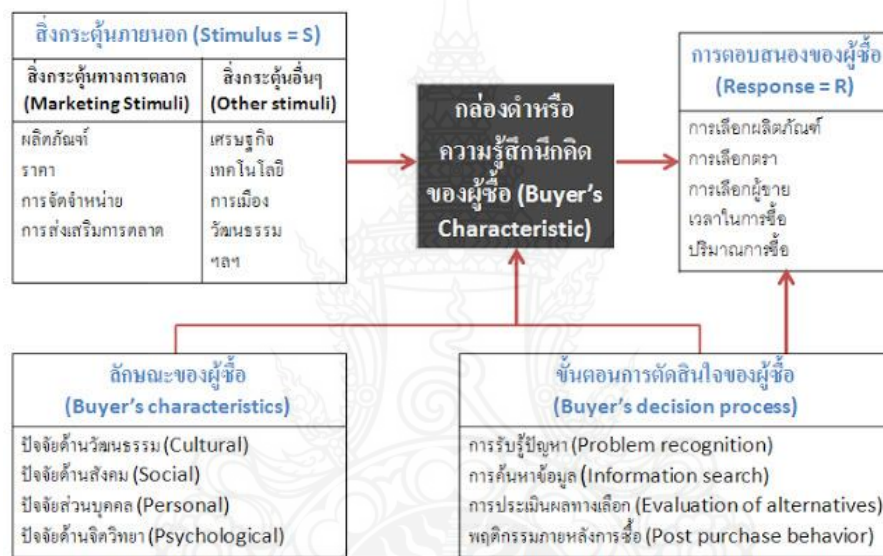 สิ่งกระตุ้นภายนอก (Stimulus = S)
สิ่งกระตุ้นทางการตลาด
(Marketing Stimuli)
ผลิตภัณฑ์
ราคา
การจัดจำหน่าย
การส่งเสริมการตลาด
สิ่งกระตุ้นอื่นๆ
(Other stimuli)
เศรษฐกิจ
เทคโนโลยี
การเมือง
วัฒนธรรม
ฯลฯ
กล่องดำหรือ
ความรู้สึกนึกคิด
ของผู้ซื้อ (Buyer's
Characteristic)
การตอบสนองของผู้ซื้อ
(Response = R)
การเลือกผลิตภัณฑ์
การเลือกตรา
การเลือกผู้ขาย
เวลาในการซื้อ
ปริมาณการซื้อ
ลักษณะของผู้ซื้อ
(Buyer's characteristics)
ปัจจัยด้านวัฒนธรรม (Cultural)
ปัจจัยด้านสังคม (Social)
ปัจจัยส่วนบุคคล (Personal)
ปัจจัยด้านจิตวิทยา (Psychological)
ขั้นตอนการตัดสินใจของผู้ซื้อ
(Buyer's decision process)
การรับรู้ปัญหา (Problem recognition)
การค้นหาข้อมูล (Information search)
การประเมินผลทางเลือก (Evaluation of alternatives)
พฤติกรรมภายหลังการซื้อ (Post purchase behavior)